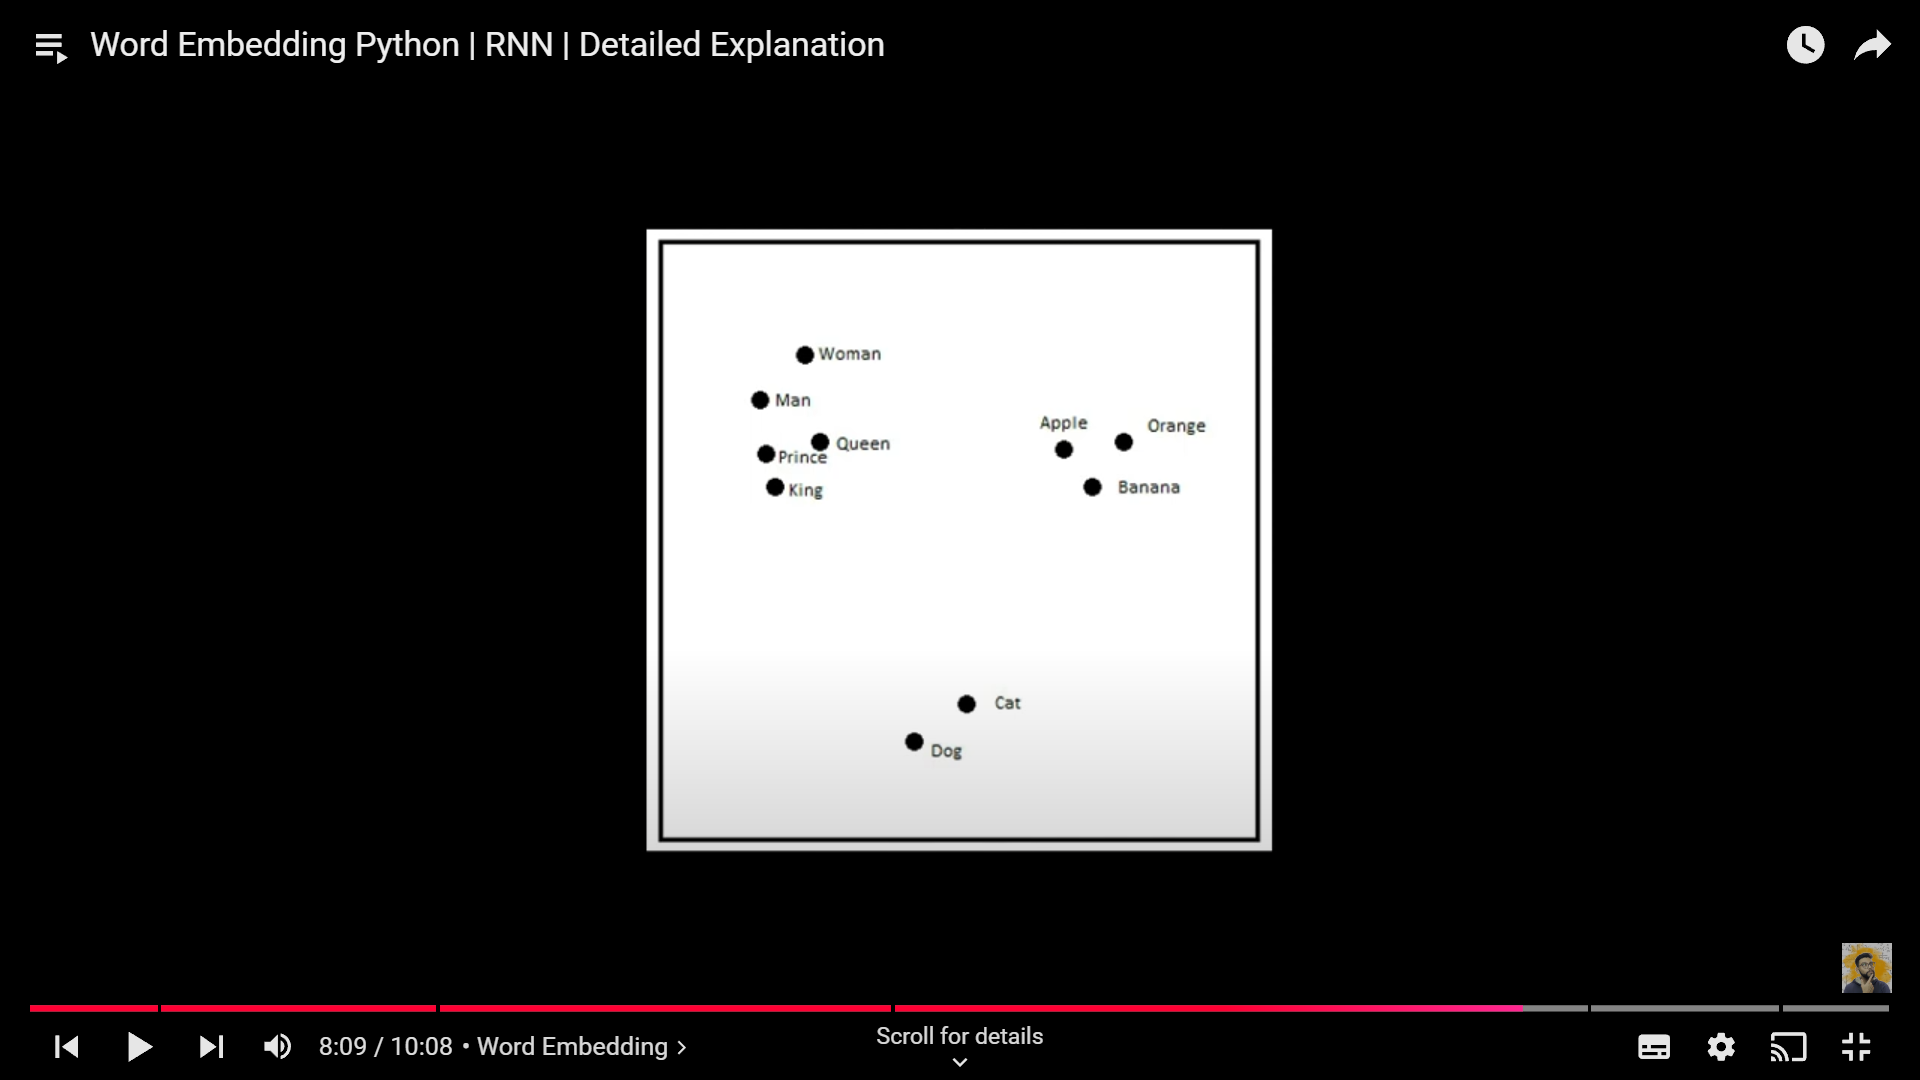 Word Embedding Python | RNN | Detailed Explanation
Woman
Man
Queen
Prince
King
Apple
Orange
Banana
Cat
Dog
8:09 / 10:08 • Word Embedding
Scroll for details